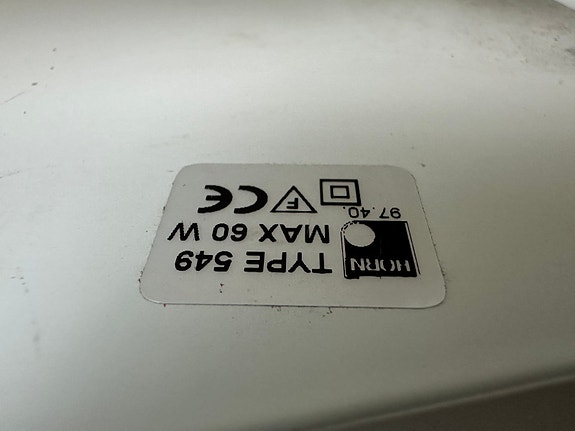 HORN
97.40.
TYPE 549
MAX 60 W
F CE